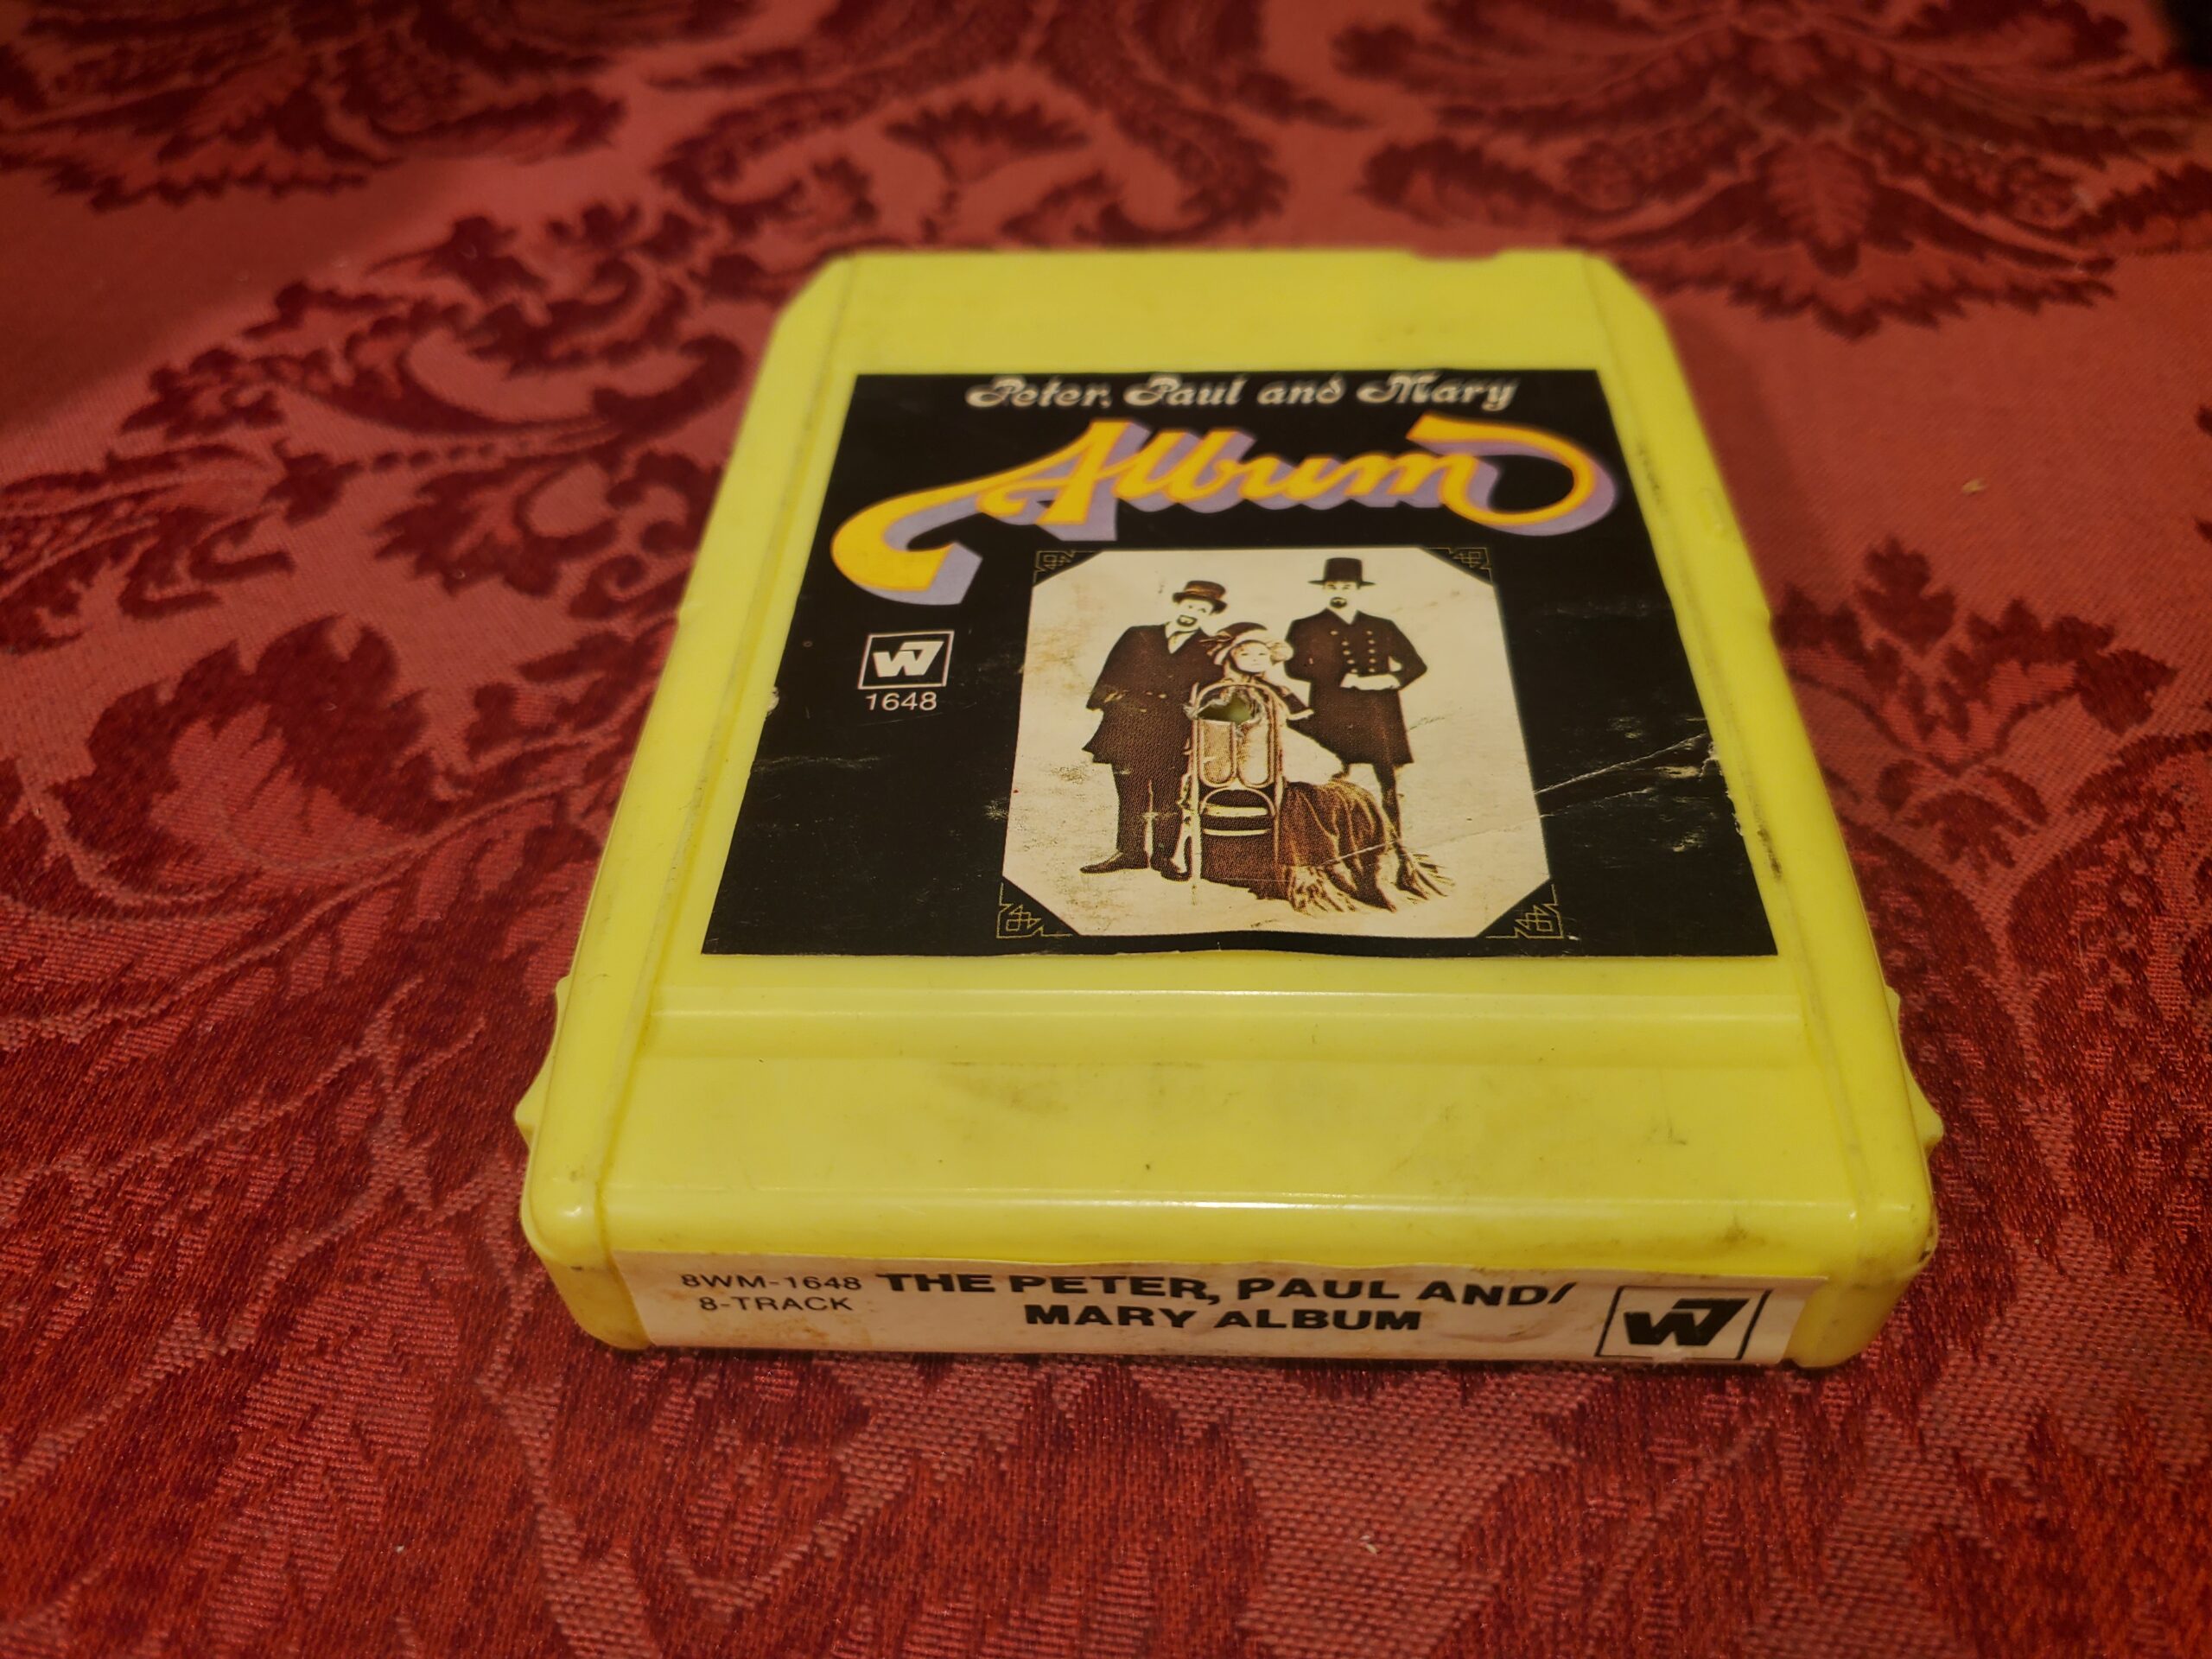 Peter, Paul and Mary
Album
W7
1648
8WM-1648
8-TRACK
THE PETER, PAUL AND/
MARY ALBUM
W7